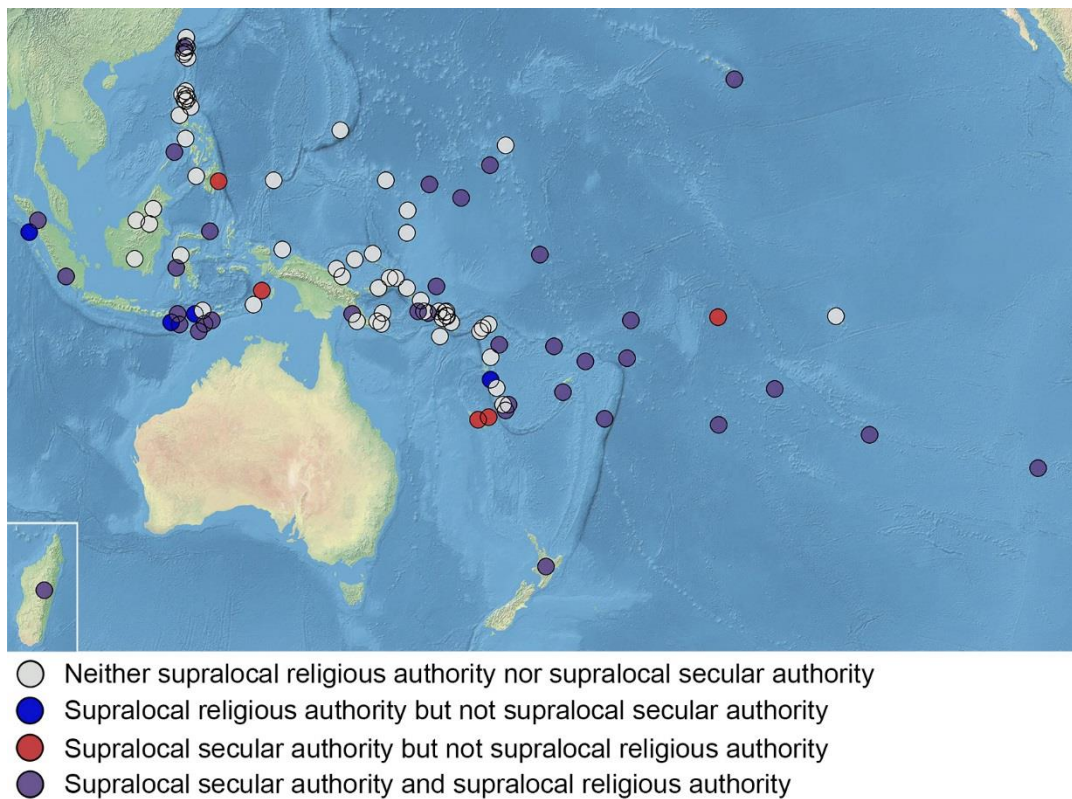 Neither supralocal religious authority nor supralocal secular authority
Supralocal religious authority but not supralocal secular authority
Supralocal secular authority but not supralocal religious authority
Supralocal secular authority and supralocal religious authority